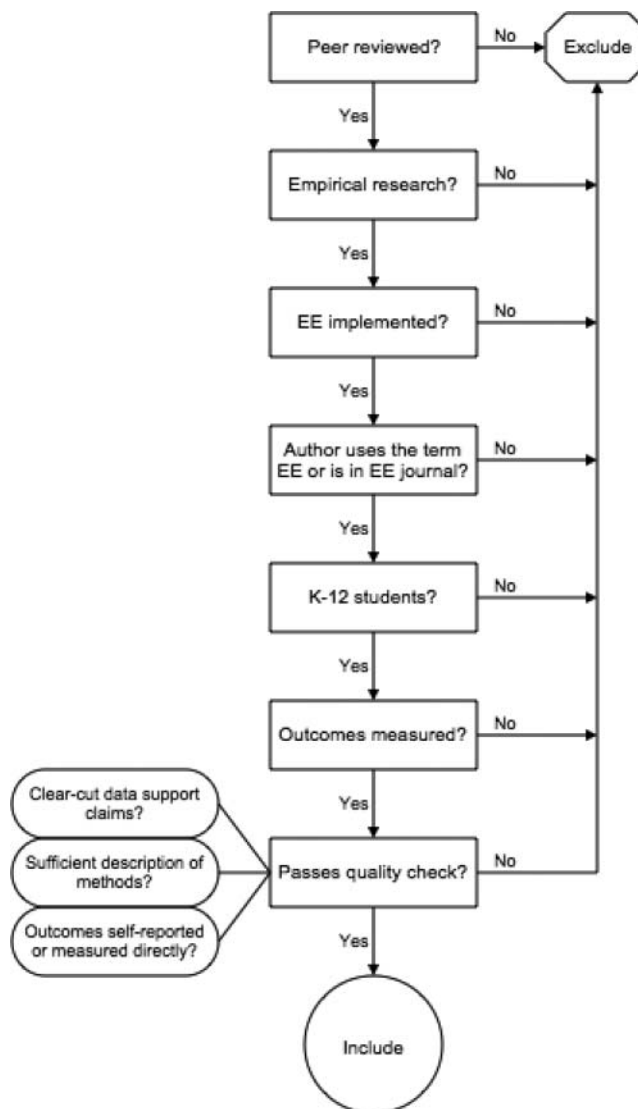 Peer reviewed?
No
Exclude
Yes
Empirical research?
No
Yes
EE implemented?
No
Yes
Author uses the term
EE or is in EE journal?
No
Yes
K-12 students?
No
Yes
Outcomes measured?
No
Yes
Clear-cut data support
claims?
Sufficient description of
methods?
Outcomes self-reported
or measured directly?
Passes quality check?
No
Yes
Include